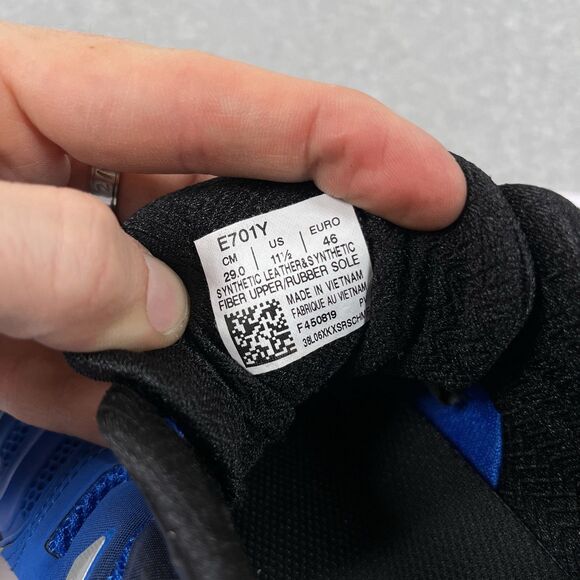 E701Y
CM | US | EURO
29.0 | 11½ | 46
SYNTHETIC LEATHER&SYNTHETIC
FIBER UPPER/RUBBER SOLE
MADE IN VIETNAM
FABRIQUE AU VIETNAM
F450819
38L06XKXSRSCHM